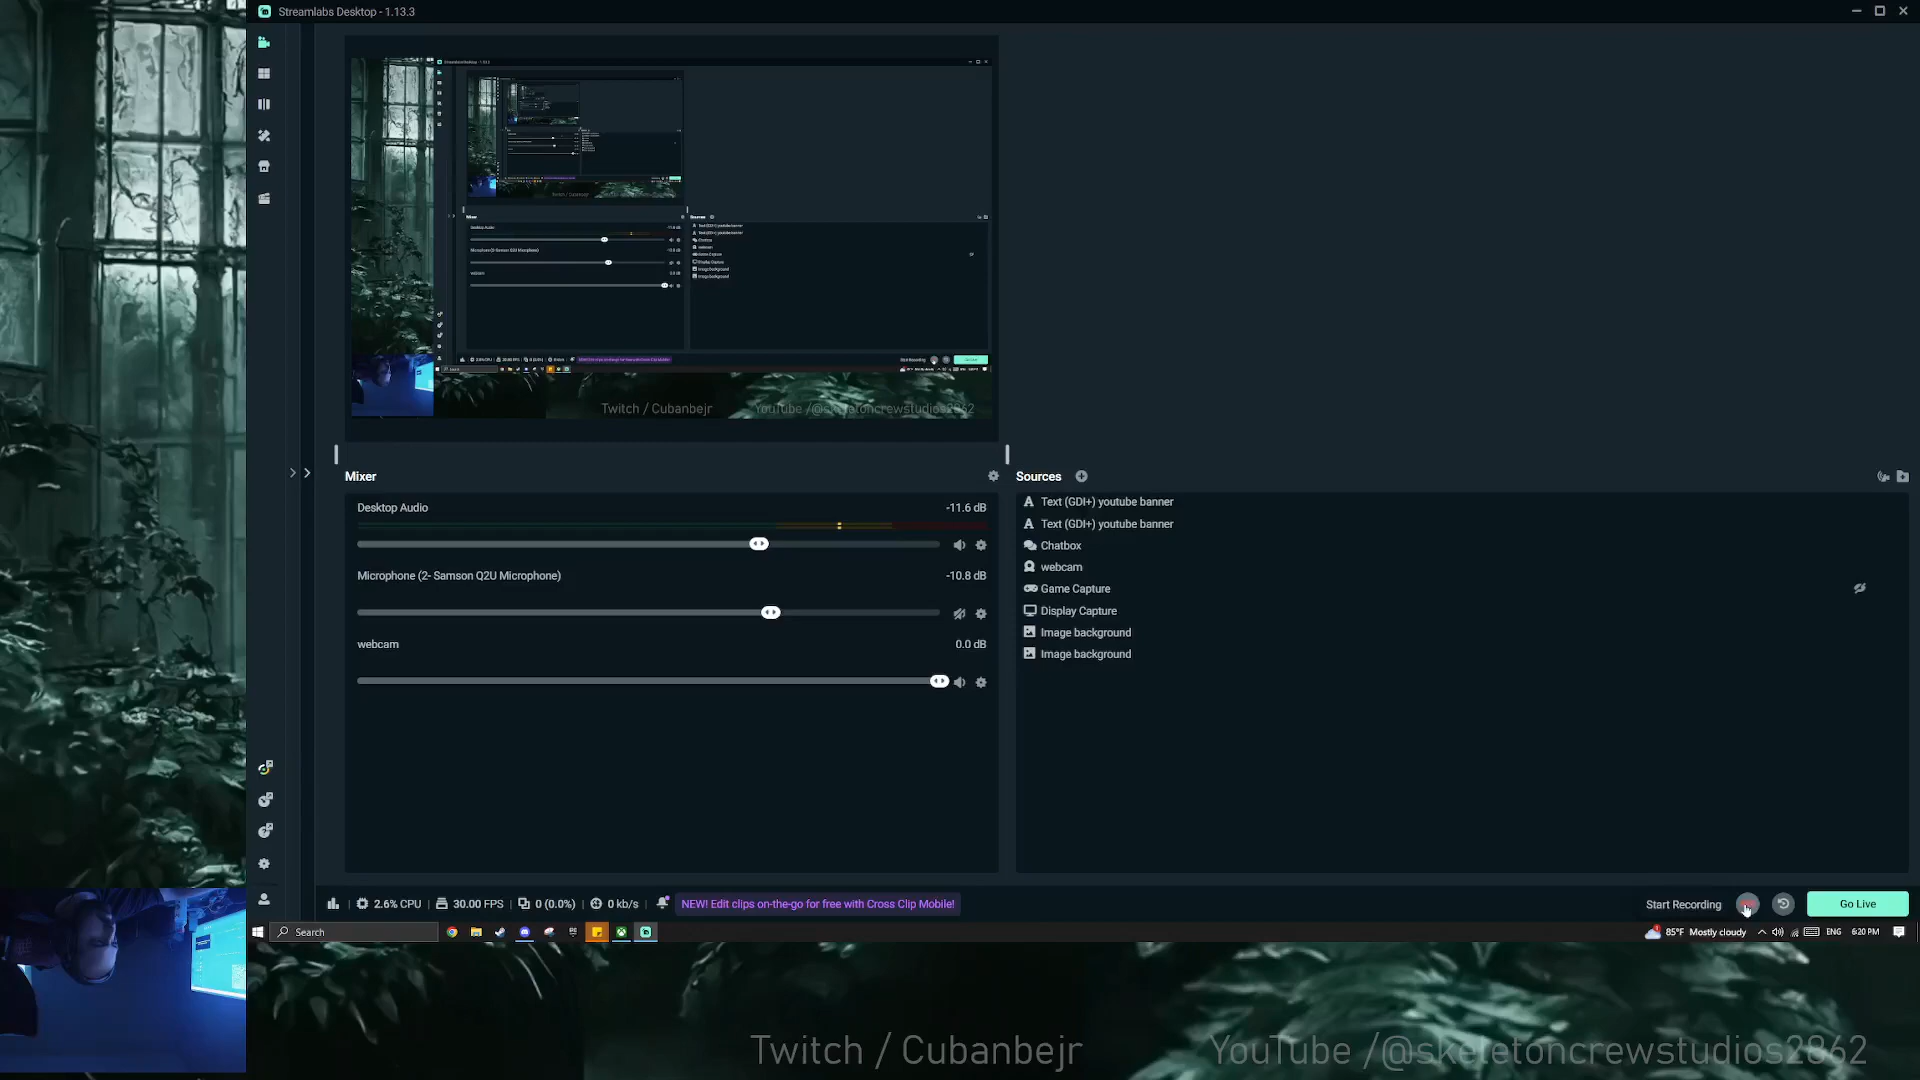 Streamlabs Desktop - 1.13.3
Twitch / Cubanbejr
YouTube /@skeletoncrewstudios2862
Mixer
Desktop Audio
-11.6 dB
Microphone (2- Samson Q2U Microphone)
-10.8 dB
webcam
0.0 dB
Sources
Text (GDI+) youtube banner
Text (GDI+) youtube banner
Chatbox
webcam
Game Capture
Display Capture
Image background
Image background
2.6% CPU
30.00 FPS
0 (0.0%)
0 kb/s
NEW! Edit clips on-the-go for free with Cross Clip Mobile!
Start Recording
REC
Go Live
Search
85°F Mostly cloudy
ENG
6:20 PM
Twitch / Cubanbejr
YouTube /@skeletoncrewstudios2862